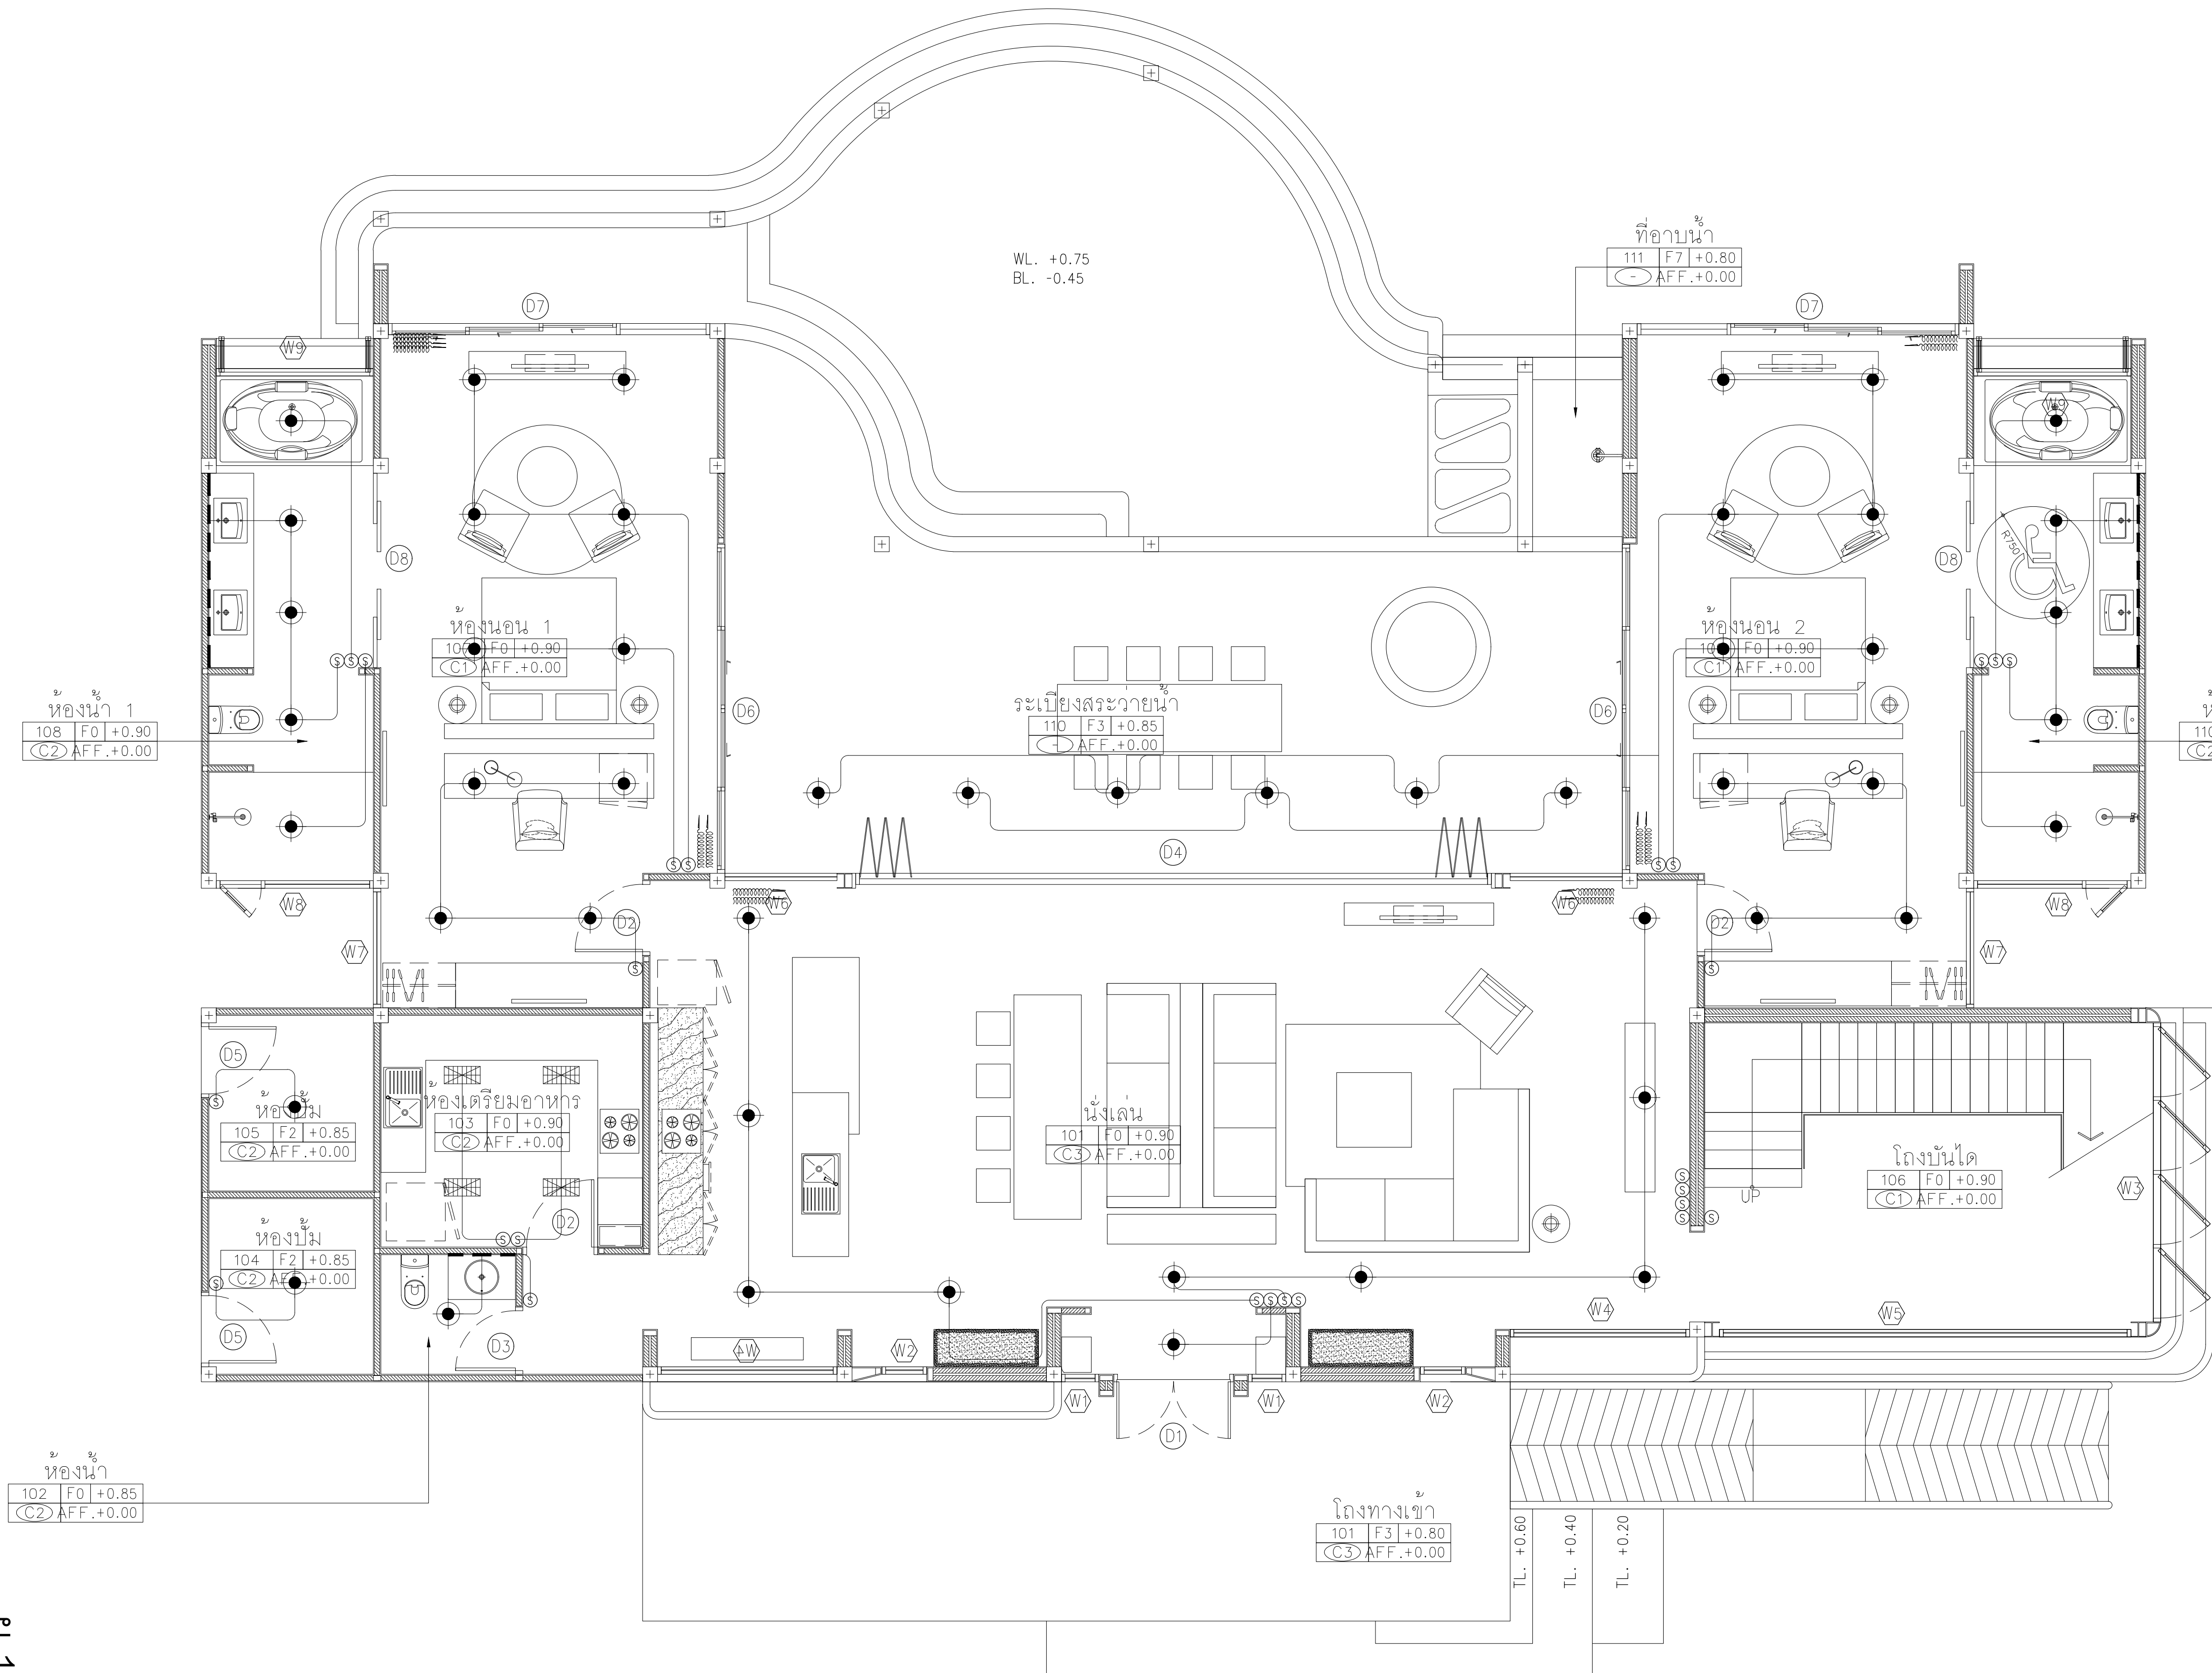 WL. +0.75
BL. -0.45
ที่อาบน้ำ
111 F7 +0.80
- AFF.+0.00
D7
D7
W9
W9
D8
D8
R750
ห้องนอน 1
F0 +0.90
C1 AFF.+0.00
ห้องนอน 2
F0 +0.90
C1 AFF.+0.00
S S S
S S S
ห้องน้ำ 1
108 F0 +0.90
C2 AFF.+0.00
D6
D6
ระเบียงสระว่ายน้ำ
110 F3 +0.85
- AFF.+0.00
110
D4
S S
S S
W8
W8
W6
W6
D2
D2
W7
W7
S
S
D5
S
ห้องปั๊ม
105 F2 +0.85
C2 AFF.+0.00
ห้องเตรียมอาหาร
103 F0 +0.90
C2 AFF.+0.00
นั่งเล่น
101 F0 +0.90
C3 AFF.+0.00
โถงบันได
106 F0 +0.90
C1 AFF.+0.00
UP
W3
S
S
S
S S
D2
S S
ห้องปั๊ม
104 F2 +0.85
C2 AFF.+0.00
S
S
S S S S
D5
D3
W4
W2
W4
W5
W1
W1
W2
D1
ห้องน้ำ
102 F0 +0.85
C2 AFF.+0.00
โถงทางเข้า
101 F3 +0.80
C3 AFF.+0.00
TL. +0.60
TL. +0.40
TL. +0.20